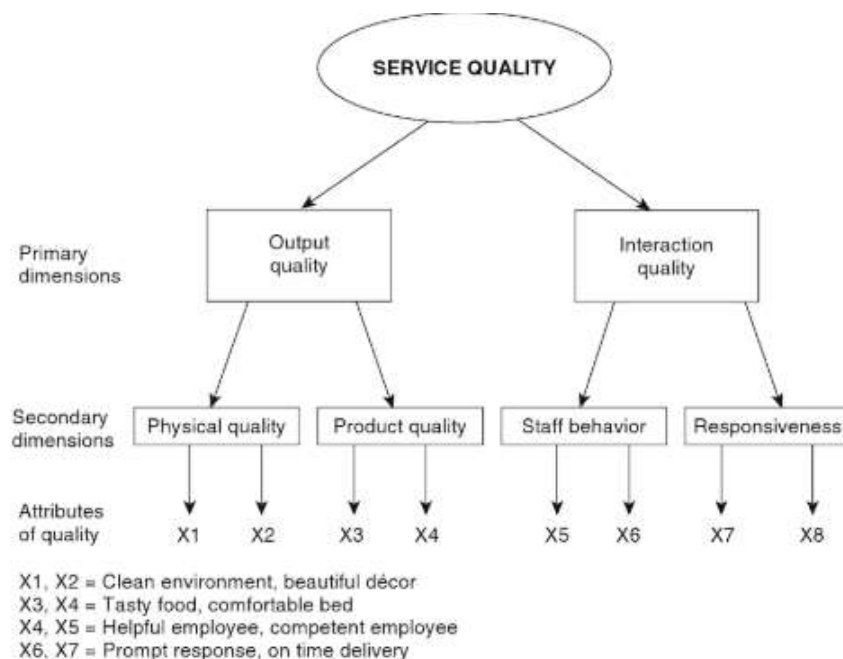 SERVICE QUALITY
Primary
dimensions
Output
quality
Interaction
quality
Secondary
dimensions
Physical quality
Product quality
Staff behavior
Responsiveness
Attributes
of quality
X1 X2 X3 X4 X5 X6 X7 X8
X1, X2 = Clean environment, beautiful décor
X3, X4 = Tasty food, comfortable bed
X4, X5 = Helpful employee, competent employee
X6, X7 = Prompt response, on time delivery